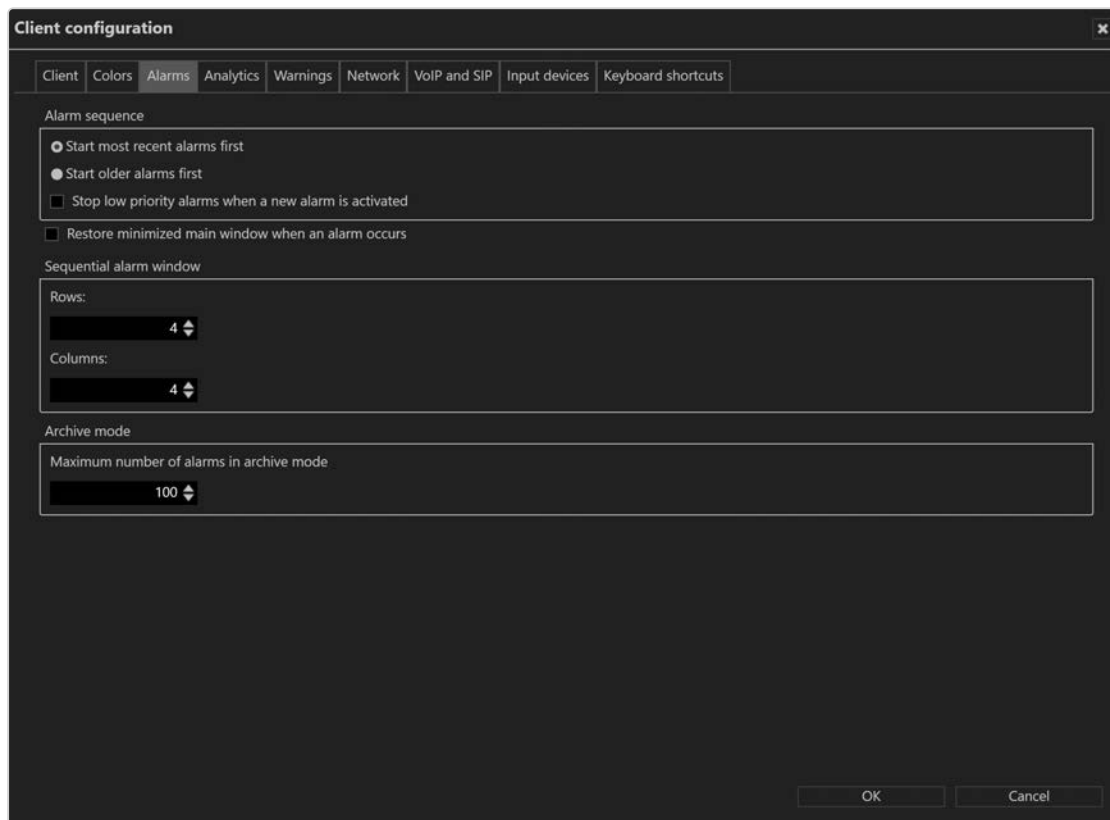 Client configuration
Client Colors Alarms Analytics Warnings Network VoIP and SIP Input devices Keyboard shortcuts
Alarm sequence
Start most recent alarms first
Start older alarms first
Stop low priority alarms when a new alarm is activated
Restore minimized main window when an alarm occurs
Sequential alarm window
Rows:
4
Columns:
4
Archive mode
Maximum number of alarms in archive mode
100
OK Cancel